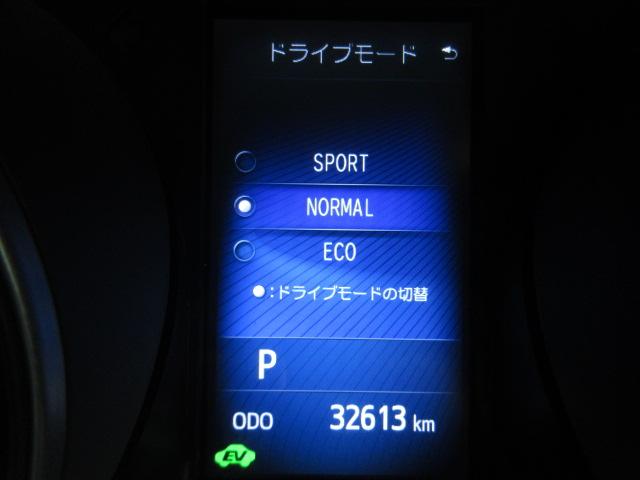 ドライブモード
SPORT
NORMAL
ECO
:ドライブモードの切替
P
ODO 32613 km
EV